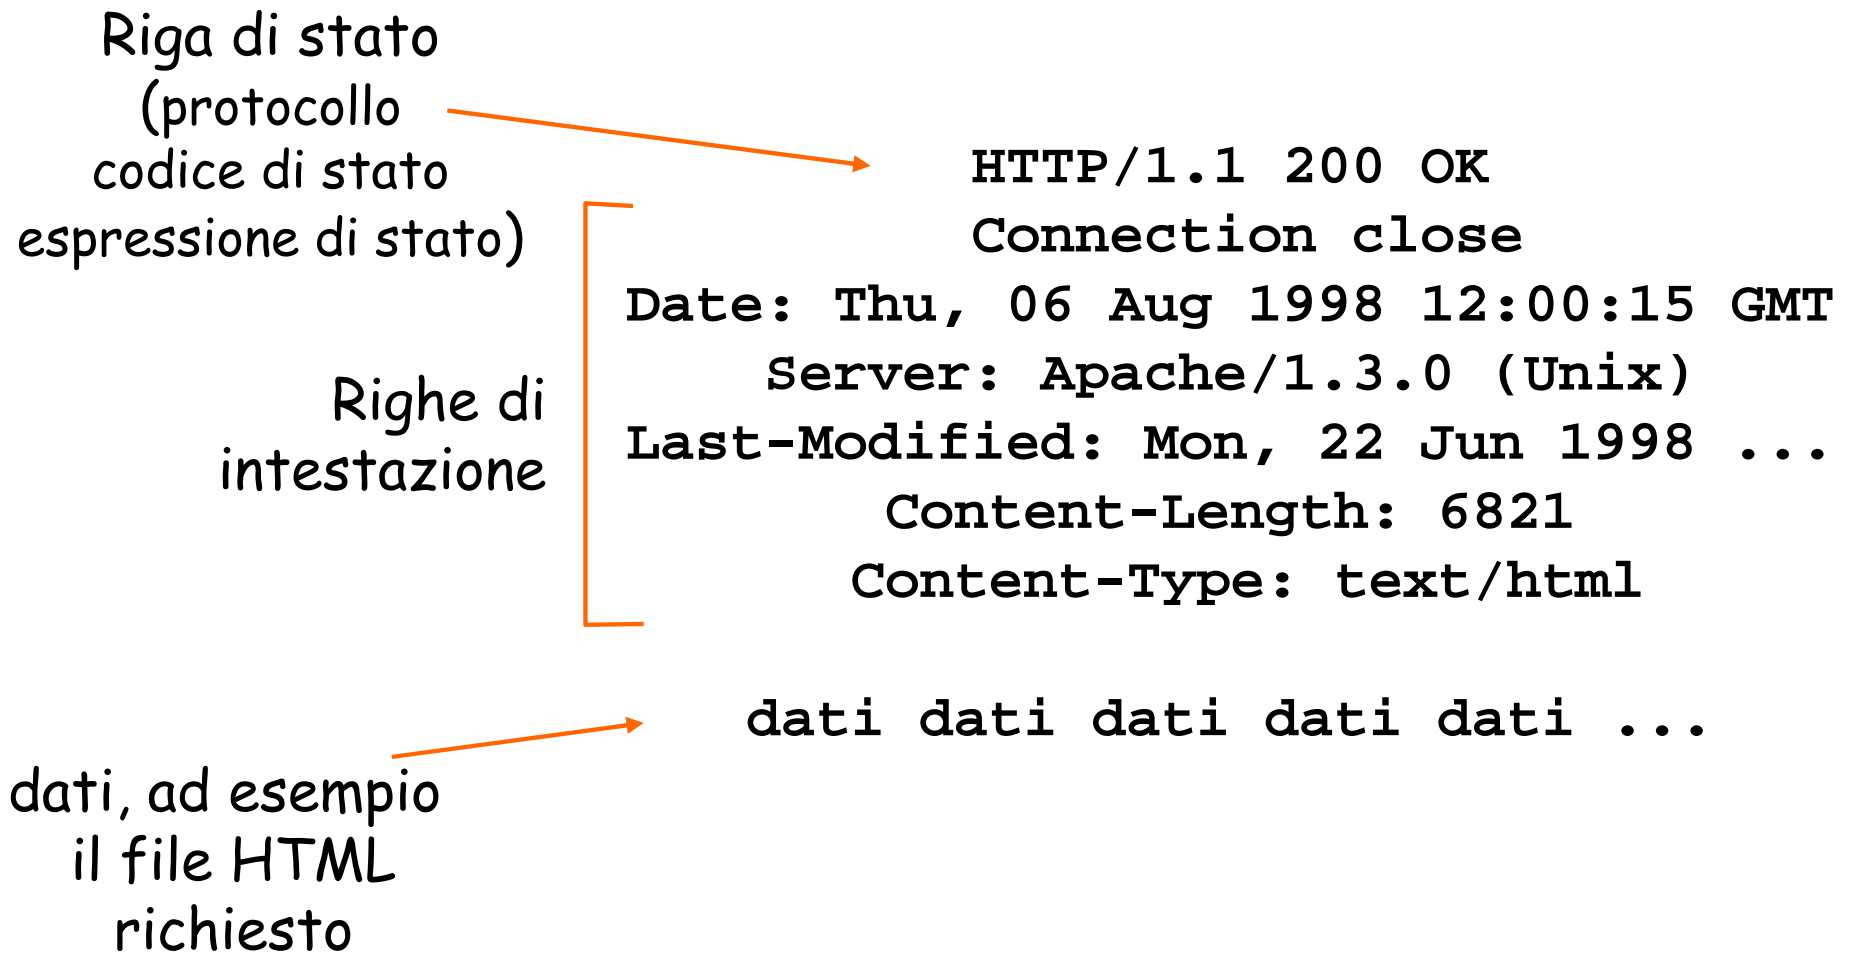 Riga di stato
(protocollo
codice di stato
espressione di stato)
HTTP/1.1 200 OK
Connection close
Date: Thu, 06 Aug 1998 12:00:15 GMT
Server: Apache/1.3.0 (Unix)
Last-Modified: Mon, 22 Jun 1998 ...
Content-Length: 6821
Content-Type: text/html
Righe di
intestazione
dati dati dati dati dati ...
dati, ad esempio
il file HTML
richiesto